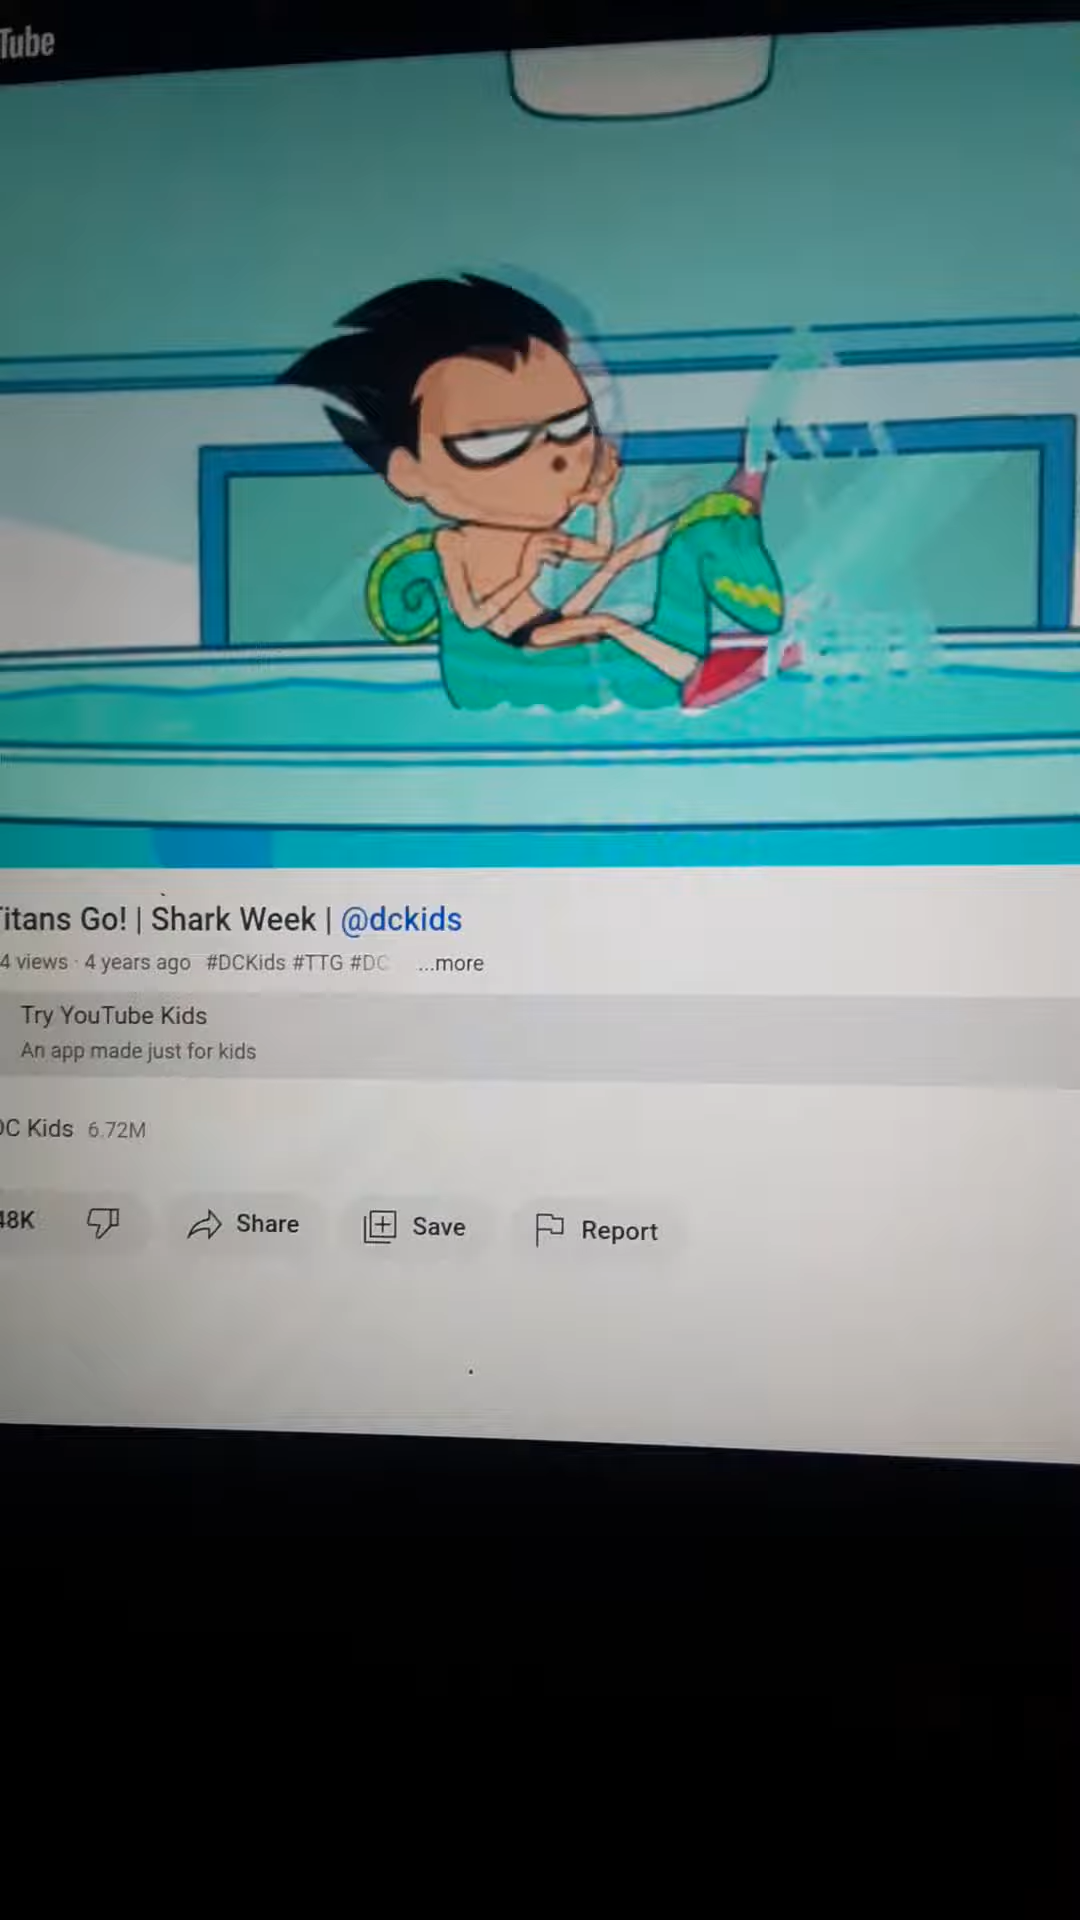 Tube
itans Go! | Shark Week | @dckids
4 views · 4 years ago #DCKids #TTG #DC ...more
Try YouTube Kids
An app made just for kids
DC Kids 6.72M
48K
Share
Save
Report